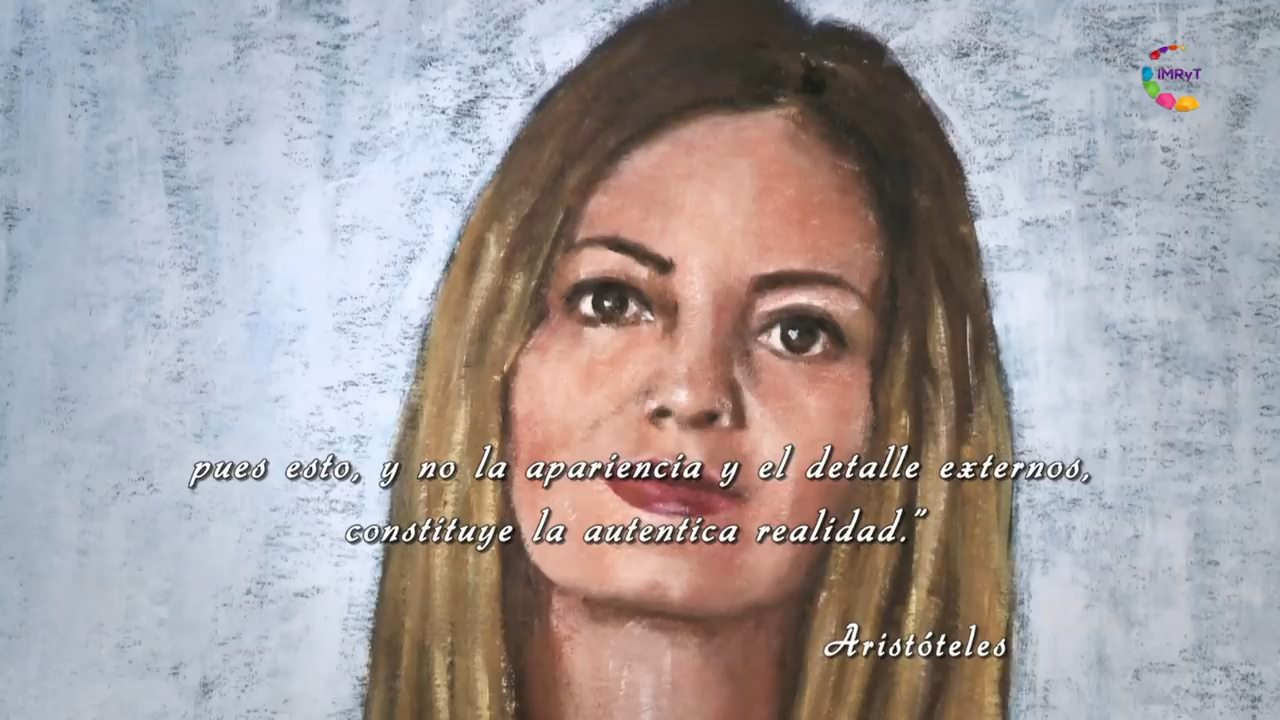 iMRyT
pues esto, y no la apariencia y el detalle externos,
constituye la autentica realidad."
Aristóteles